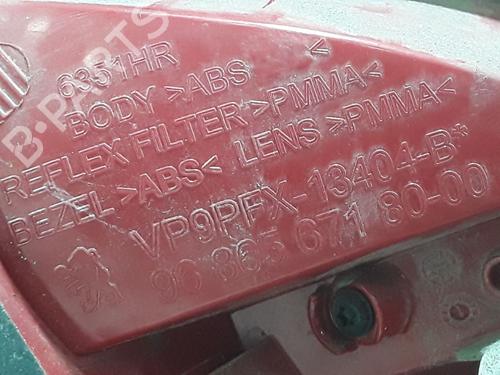 6351HR
BODY >ABS <
REFLEX FILTER >PMMA<
BEZEL >ABS< LENS >PMMA<
VP9PFX-13404-B*
96 865 671 80-00
B-PARTS